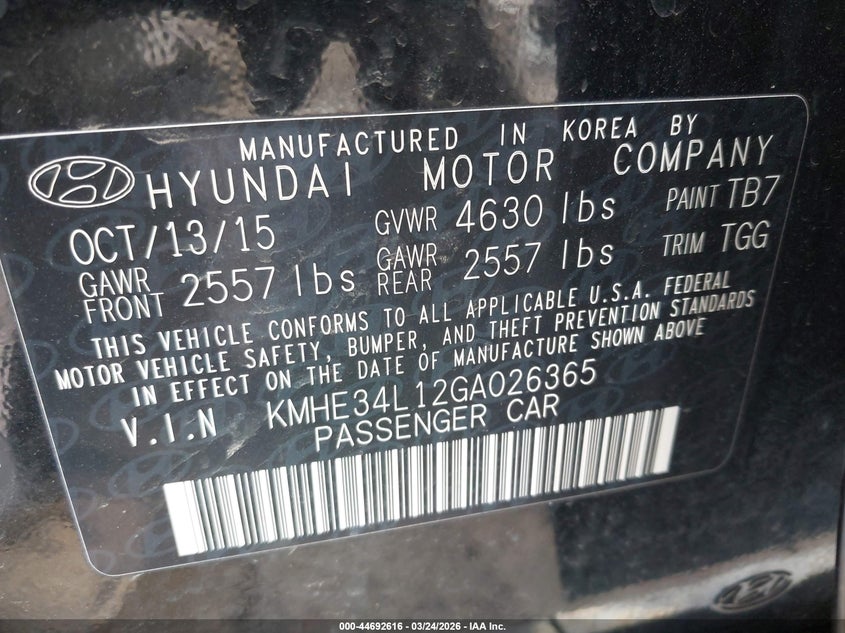 MANUFACTURED IN KOREA BY
HYUNDAI MOTOR COMPANY
OCT/13/15 GVWR 4630 lbs PAINT TB7
GAWR FRONT 2557 lbs GAWR REAR 2557 lbs TRIM TGG
THIS VEHICLE CONFORMS TO ALL APPLICABLE U.S.A. FEDERAL
MOTOR VEHICLE SAFETY, BUMPER, AND THEFT PREVENTION STANDARDS
IN EFFECT ON THE DATE OF MANUFACTURE SHOWN ABOVE
V.I.N KMHE34L12GA026365
PASSENGER CAR
000-44692616 - 03/24/2026 - IAA Inc.